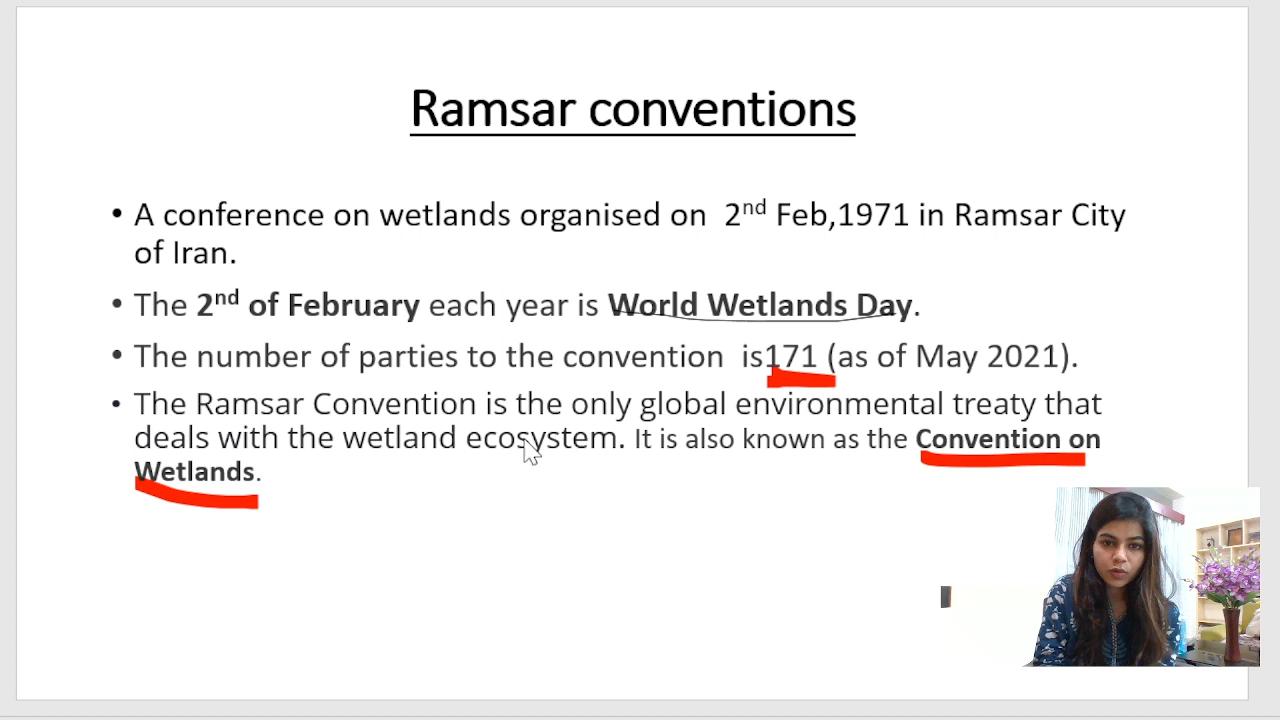 Ramsar conventions
• A conference on wetlands organised on 2nd Feb,1971 in Ramsar City
of Iran.
• The 2nd of February each year is World Wetlands Day.
• The number of parties to the convention is171 (as of May 2021).
• The Ramsar Convention is the only global environmental treaty that
deals with the wetland ecosystem. It is also known as the Convention on
Wetlands.